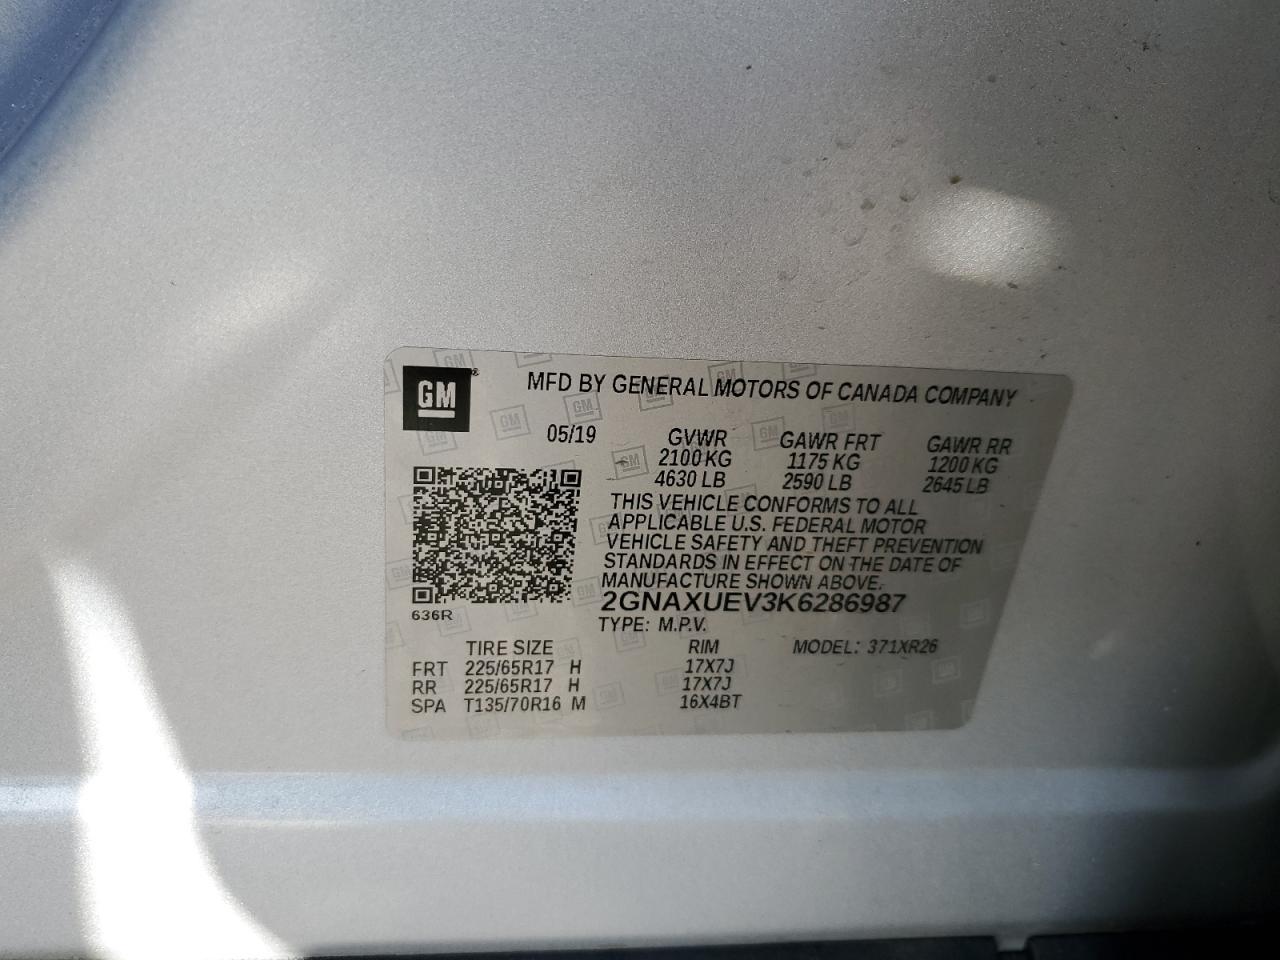 GM®
MFD BY GENERAL MOTORS OF CANADA COMPANY
05/19 GVWR GAWR FRT GAWR RR
2100 KG 1175 KG 1200 KG
4630 LB 2590 LB 2645 LB
THIS VEHICLE CONFORMS TO ALL
APPLICABLE U.S. FEDERAL MOTOR
VEHICLE SAFETY AND THEFT PREVENTION
STANDARDS IN EFFECT ON THE DATE OF
MANUFACTURE SHOWN ABOVE.
2GNAXUEV3K6286987
636R
TYPE: M.P.V.
TIRE SIZE RIM MODEL: 371XR26
FRT 225/65R17 H 17X7J
RR 225/65R17 H 17X7J
SPA T135/70R16 M 16X4BT